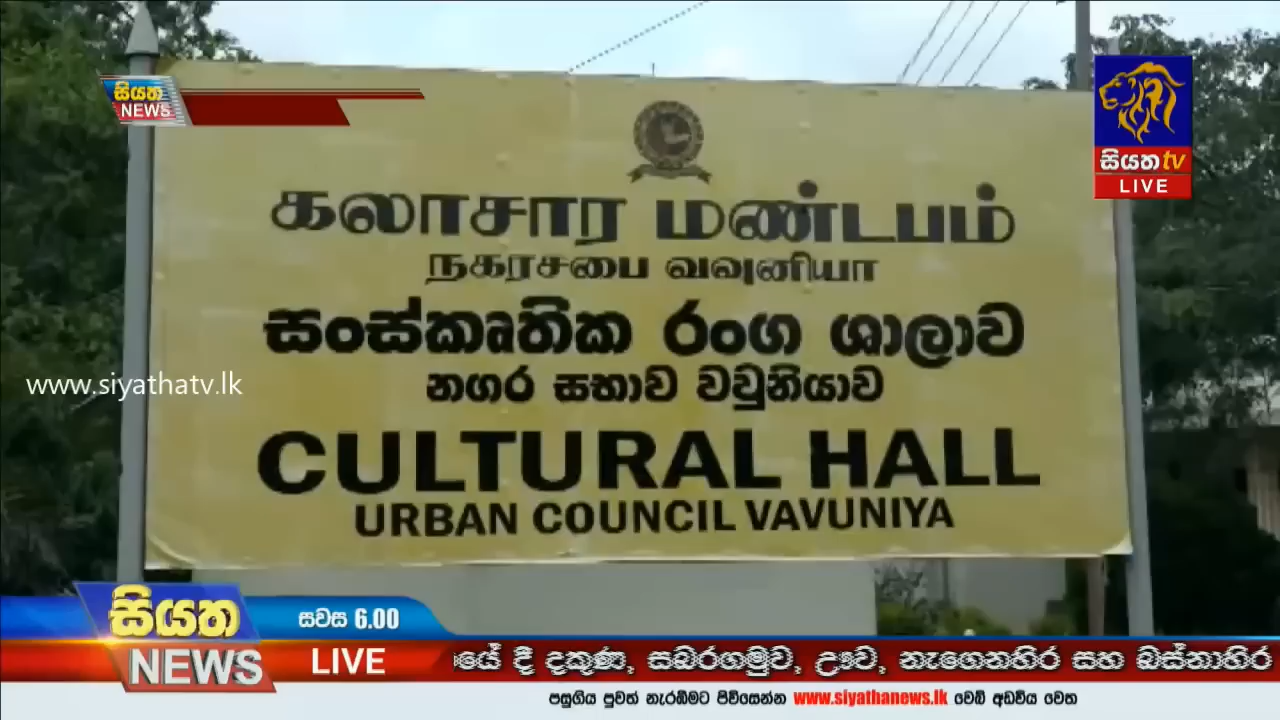 සියත
NEWS
සියත tv
LIVE
கலாசார மண்டபம்
நகரசபை வவுனியா
සංස්කෘතික රංග ශාලාව
නගර සභාව වවුනියාව
CULTURAL HALL
URBAN COUNCIL VAVUNIYA
www.siyathatv.lk
සියත
NEWS
සවස 6.00
LIVE
දී දකුණ, සබරගමුව, ඌව, නැගෙනහිර සහ බස්නාහිර
පසුගිය පුවත් නැරඹීමට පිවිසෙන්න www.siyathanews.lk වෙබ් අඩවිය වෙත